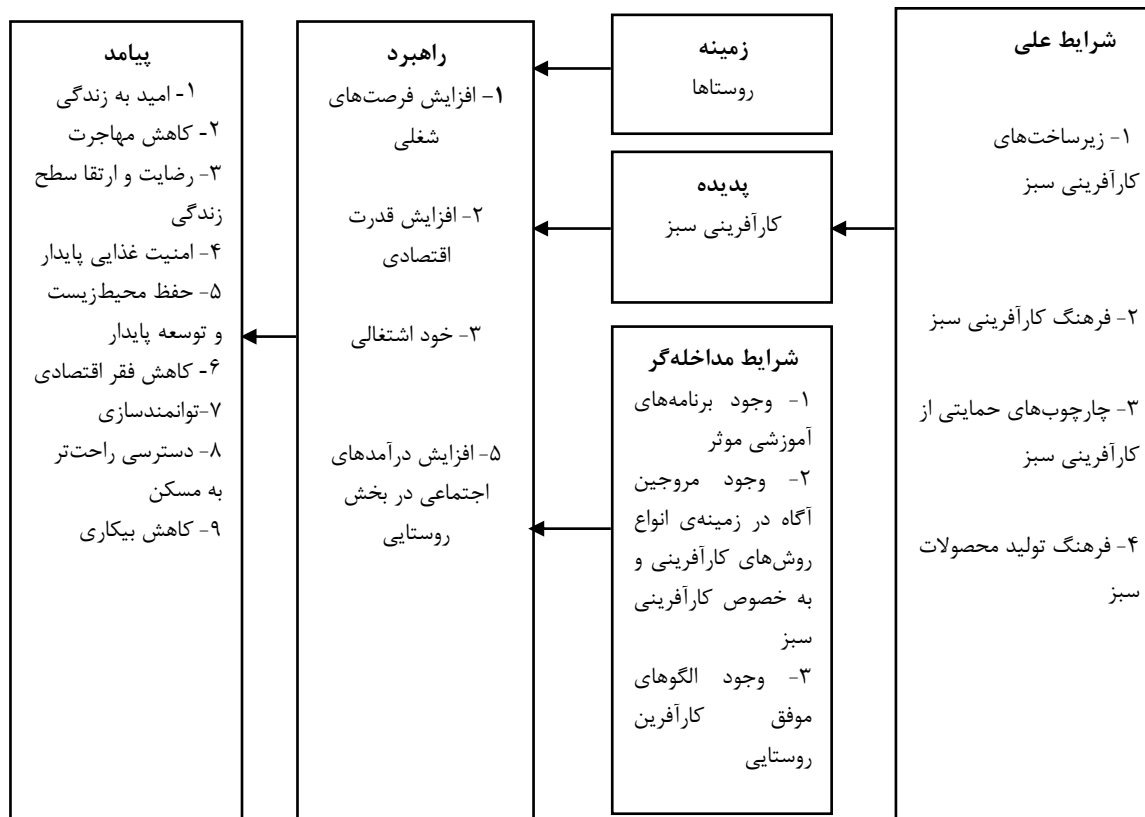 شرایط علی
۱- زیرساخت‌های
کارآفرینی سبز
۲- فرهنگ کارآفرینی سبز
۳- چارچوب‌های حمایتی از
کارآفرینی سبز
۴- فرهنگ تولید محصولات
سبز
زمینه
روستاها
پدیده
کارآفرینی سبز
شرایط مداخله‌گر
۱- وجود برنامه‌های
آموزشی موثر
۲- وجود مروجین
آگاه در زمینه‌ی انواع
روش‌های کارآفرینی و
به خصوص کارآفرینی
سبز
۳- وجود الگوهای
موفق کارآفرین
روستایی
راهبرد
۱- افزایش فرصت‌های
شغلی
۲- افزایش قدرت
اقتصادی
۳- خود اشتغالی
۵- افزایش درآمدهای
اجتماعی در بخش
روستایی
پیامد
۱- امید به زندگی
۲- کاهش مهاجرت
۳- رضایت و ارتقا سطح
زندگی
۴- امنیت غذایی پایدار
۵- حفظ محیط‌زیست
و توسعه پایدار
۶- کاهش فقر اقتصادی
۷-توانمندسازی
۸- دسترسی راحت‌تر
به مسکن
۹- کاهش بیکاری